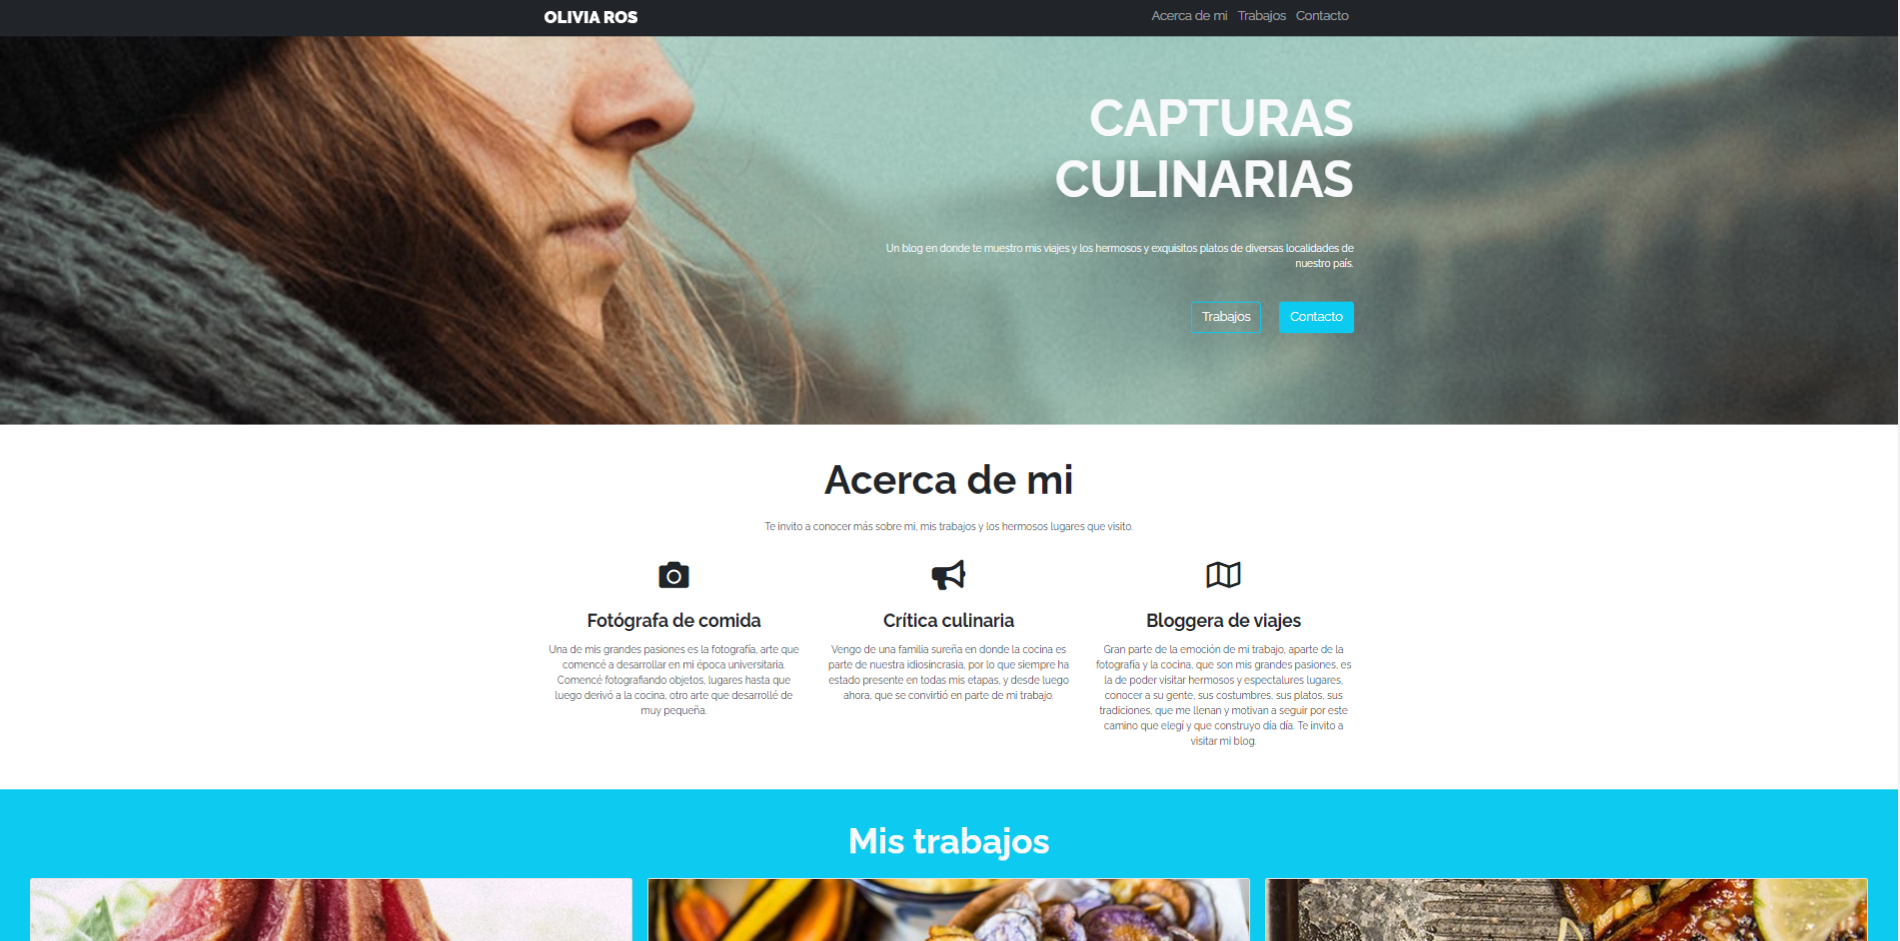 OLIVIA ROS
Acerca de mi Trabajos Contacto
CAPTURAS
CULINARIAS
Un blog en donde te muestro mis viajes y los hermosos y exquisitos platos de diversas localidades de
nuestro país.
Trabajos Contacto
Acerca de mi
Te invito a conocer más sobre mi, mis trabajos y los hermosos lugares que visito.
Fotógrafa de comida
Una de mis grandes pasiones es la fotografía, arte que
comencé a desarrollar en mi época universitaria.
Comencé fotografiando objetos, lugares hasta que
luego derivó a la cocina, otro arte que desarrollé de
muy pequeña.
Crítica culinaria
Vengo de una familia sureña en donde la cocina es
parte de nuestra idiosincrasia, por lo que siempre ha
estado presente en todas mis etapas, y desde luego
ahora, que se convirtió en parte de mi trabajo.
Bloggera de viajes
Gran parte de la emoción de mi trabajo, aparte de la
fotografía y la cocina, que son mis grandes pasiones, es
la de poder visitar hermosos y espectalures lugares,
conocer a su gente, sus costumbres, sus platos, sus
tradiciones, que me llenan y motivan a seguir por este
camino que elegí y que construyo día día. Te invito a
visitar mi blog.
Mis trabajos